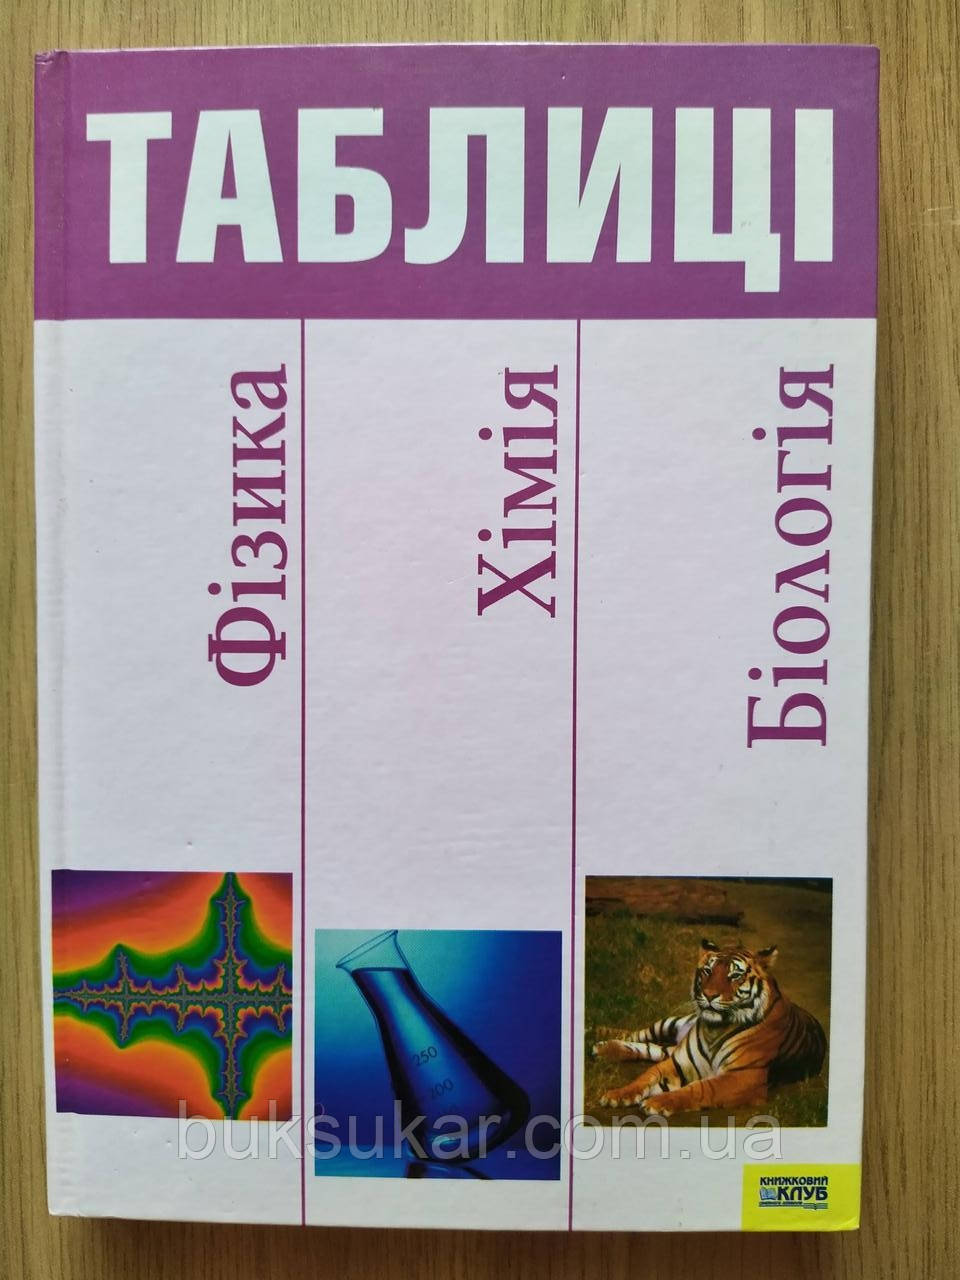 ТАБЛИЦІ
Фізика
Хімія
Біологія
250
200
buksukar.com.ua
КНИЖКОВИЙ
КЛУБ